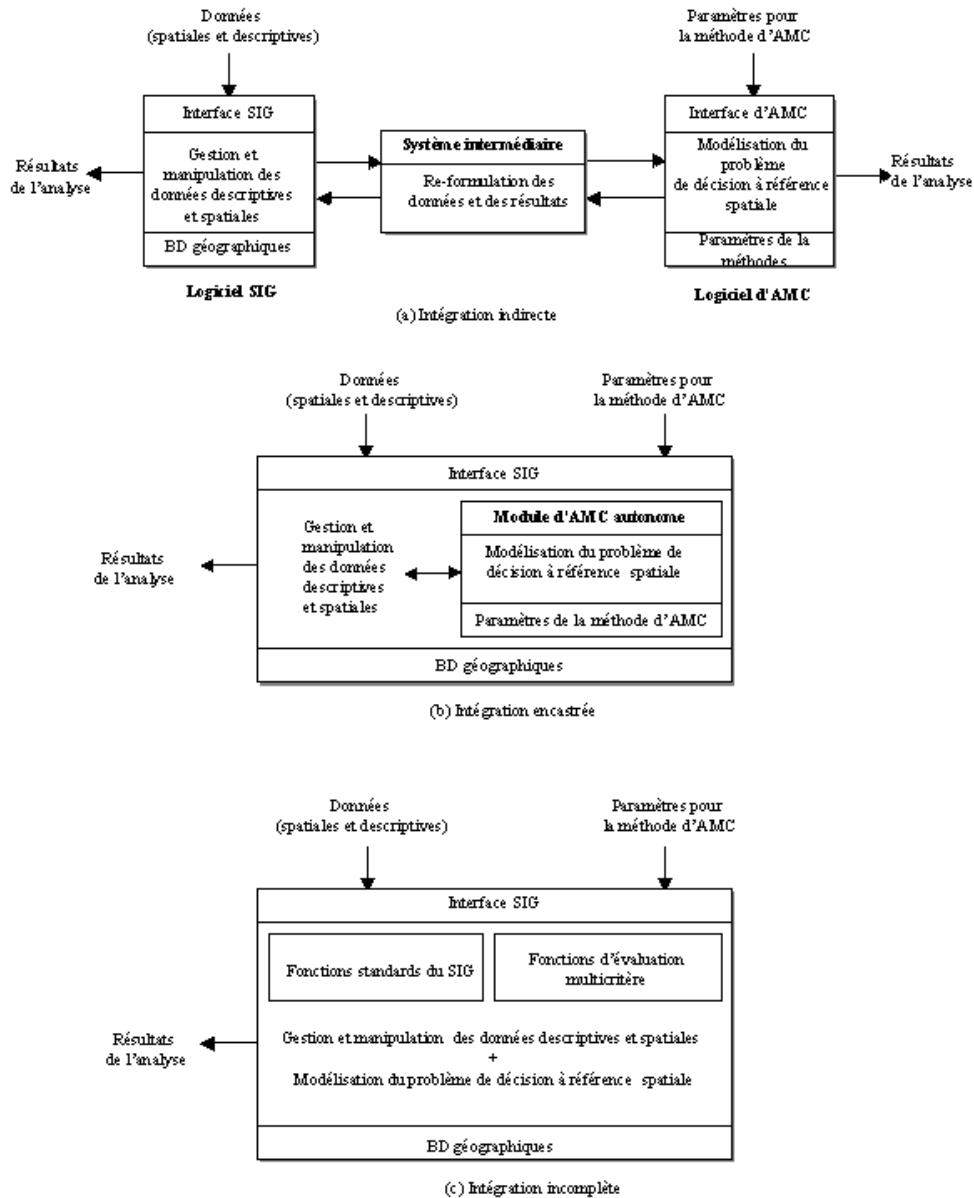 Données
(spatiales et descriptives)
Paramètres pour
la méthode d'AMC
Interface SIG
Gestion et
manipulation des
données descriptives
et spatiales
BD géographiques
Logiciel SIG
Résultats
de l'analyse
Système intermédiaire
Re-formulation des
données et des résultats
Interface d'AMC
Modélisation du
problème
de décision à référence
spatiale
Paramètres de la
méthodes
Logiciel d'AMC
Résultats
de l'analyse
(a) Intégration indirecte
Données
(spatiales et descriptives)
Paramètres pour
la méthode d'AMC
Interface SIG
Résultats
de l'analyse
Gestion et
manipulation
des données
descriptives
et spatiales
Module d'AMC autonome
Modélisation du problème de
décision à référence spatiale
Paramètres de la méthode d'AMC
BD géographiques
(b) Intégration encastrée
Données
(spatiales et descriptives)
Paramètres pour
la méthode d'AMC
Interface SIG
Fonctions standards du SIG
Fonctions d'évaluation
multicritère
Résultats
de l'analyse
Gestion et manipulation des données descriptives et spatiales
+
Modélisation du problème de décision à référence spatiale
BD géographiques
(c) Intégration incomplète